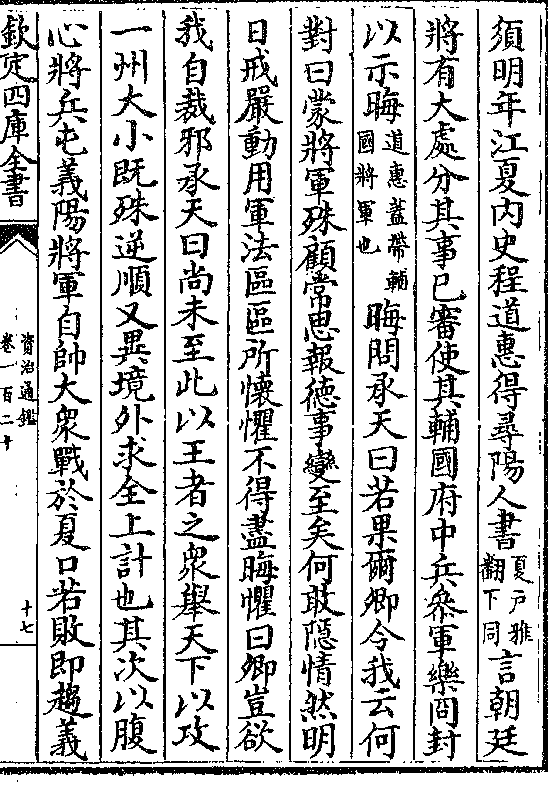 須明年江夏内史程道惠得尋陽人書夏户雅翻下同言朝廷
將有大處分其事已審使其輔國府中兵叅軍樂冏封
以示晦道惠蓋帶輔國將軍也晦問承天曰若果爾卿令我云何
對曰蒙將軍殊顧常思報徳事變至矣何敢隠情然明
日戒嚴動用軍法區區所懷懼不得盡晦懼曰卿豈欲
我自裁邪承天曰尚未至此以王者之衆舉天下以攻
一州大小既殊逆順又異境外求全上計也其次以腹
心將兵屯義陽將軍自帥大衆戰於夏口若敗即趨義
欽定四庫全書
資治通鑑
卷一百二十
十七